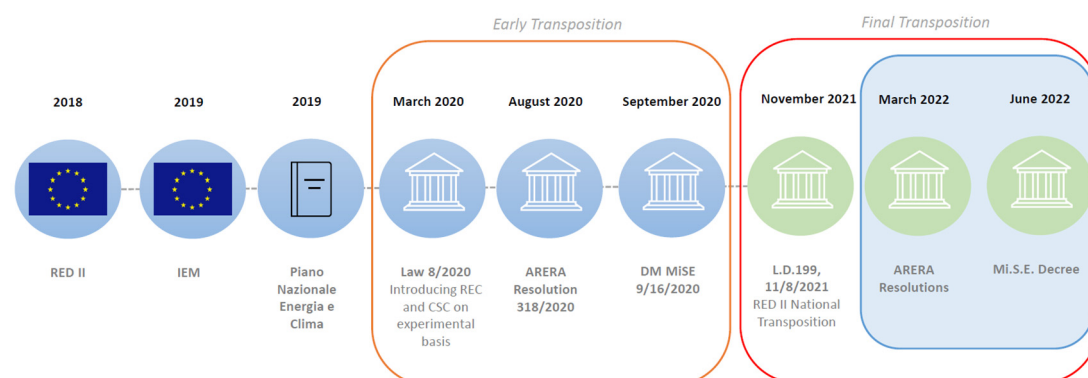 Early Transposition
Final Transposition
2018
2019
2019
March 2020
August 2020
September 2020
November 2021
March 2022
June 2022
RED II
IEM
Piano
Nazionale
Energia e
Clima
Law 8/2020
Introducing REC
and CSC on
experimental
basis
ARERA
Resolution
318/2020
DM MiSE
9/16/2020
L.D.199,
11/8/2021
RED II National
Transposition
ARERA
Resolutions
Mi.S.E. Decree